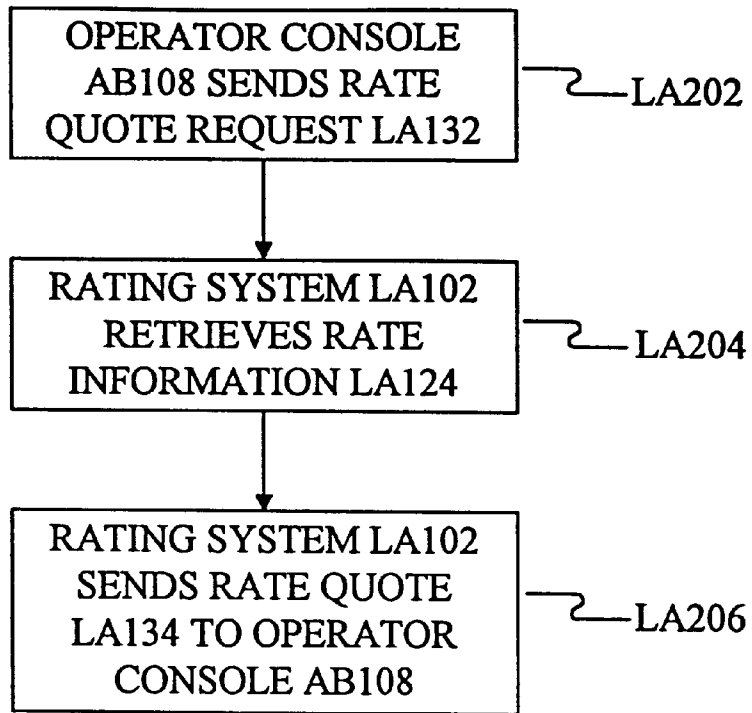 OPERATOR CONSOLE
AB108 SENDS RATE
QUOTE REQUEST LA132
LA202
RATING SYSTEM LA102
RETRIEVES RATE
INFORMATION LA124
LA204
RATING SYSTEM LA102
SENDS RATE QUOTE
LA134 TO OPERATOR
CONSOLE AB108
LA206